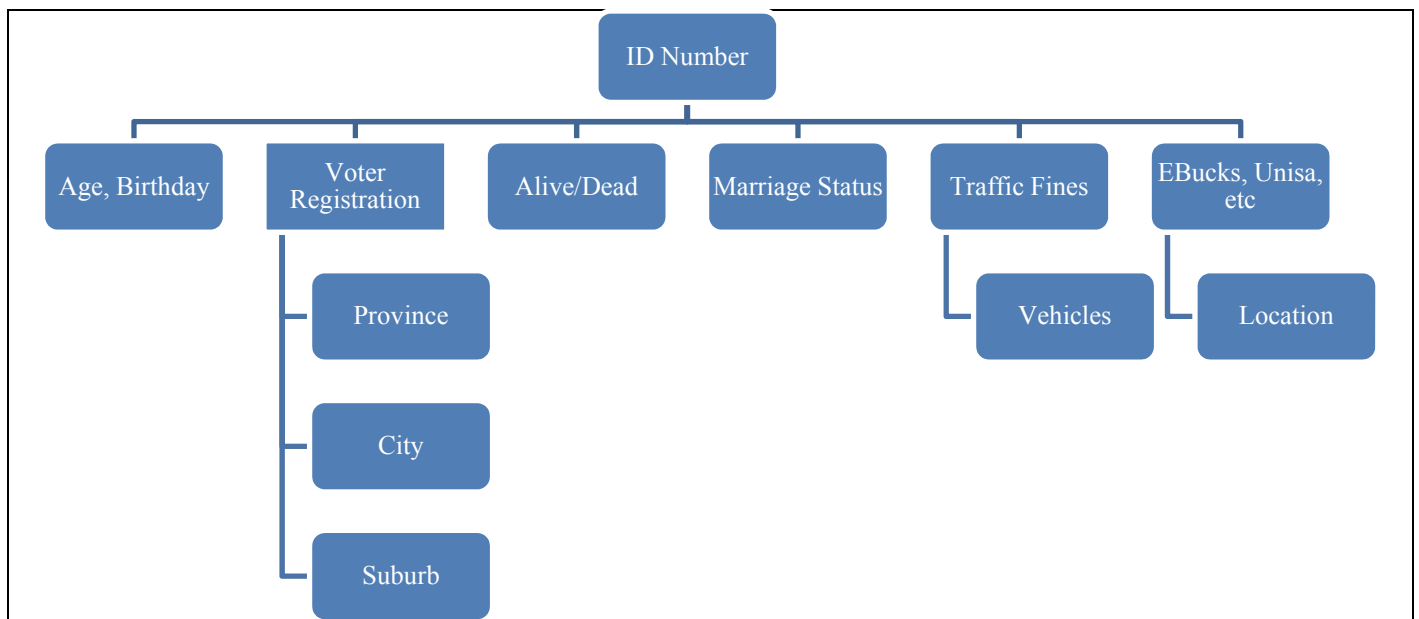 ID Number
Age, Birthday
Voter
Registration
Alive/Dead
Marriage Status
Traffic Fines
EBucks, Unisa,
etc
Province
Vehicles
Location
City
Suburb